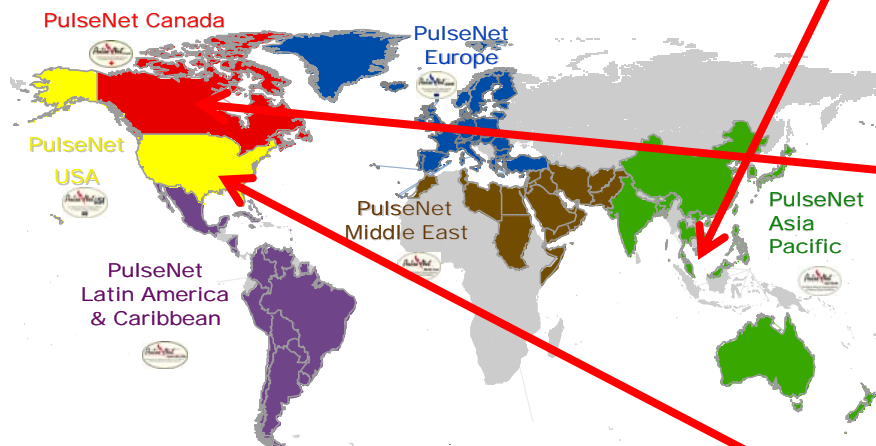 PulseNet Canada
PulseNet
Europe
PulseNet
USA
PulseNet
Middle East
PulseNet
Asia
Pacific
PulseNet
Latin America
& Caribbean